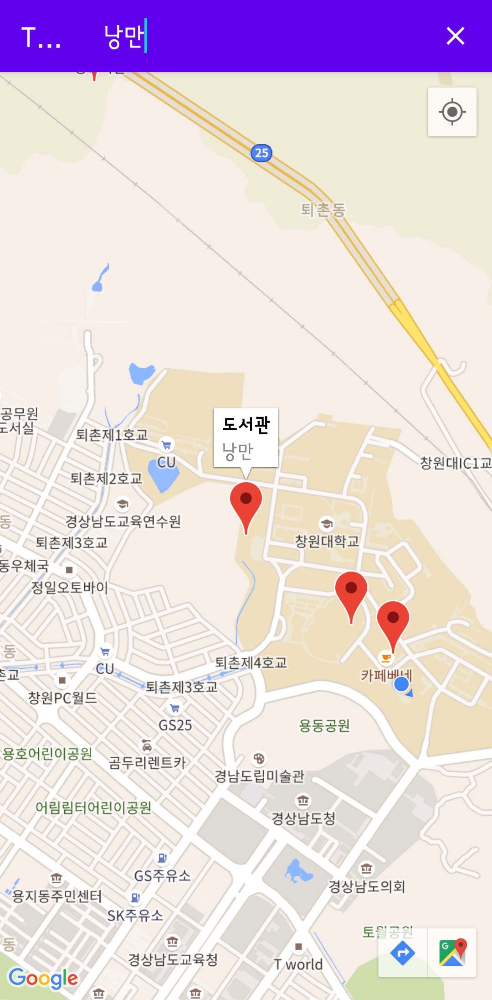 T...
낭만
25
퇴촌동
공무원
도서실
퇴촌제1호교
CU
도서관
낭만
창원대IC1교
퇴촌제2호교
동
경상남도교육연수원
창원대학교
퇴촌제3호교
동우체국
정일오토바이
동
CU
퇴촌제4호교
촌교
카페베네
퇴촌제3호교
창원PC월드
GS25
용동공원
용호어린이공원
곰두리렌트카
경남도립미술관
어림림터어린이공원
경상남도청
GS주유소
경상남도의회
용지동주민센터
SK주유소
토월공원
동
경상남도교육청
T world
G
Google